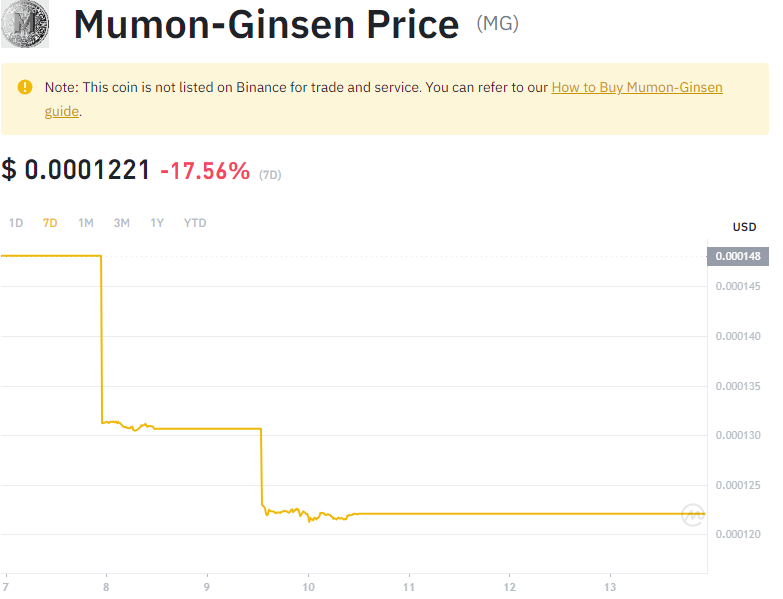 Mumon-Ginsen Price (MG)
Note: This coin is not listed on Binance for trade and service. You can refer to our How to Buy Mumon-Ginsen
guide.
$ 0.0001221 -17.56% (7D)
1D 7D 1M 3M 1Y YTD
USD
0.000148
0.000145
0.000140
0.000135
0.000130
0.000125
0.000120
7 8 9 10 11 12 13